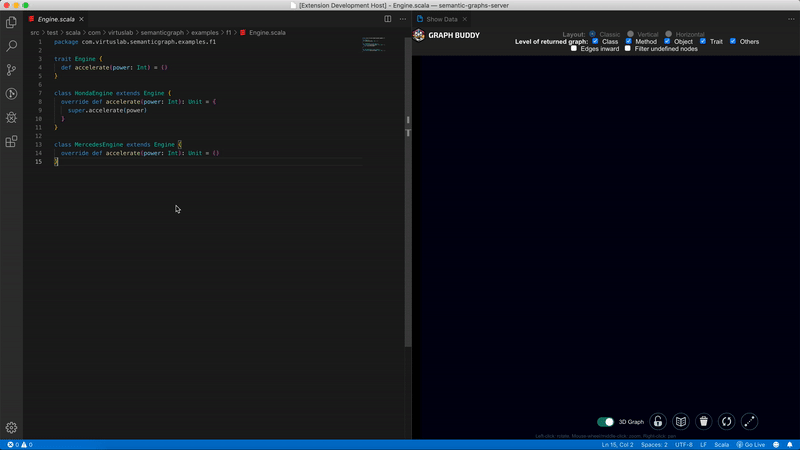 [Extension Development Host] - Engine.scala — semantic-graphs-server
Engine.scala ×
Show Data ×
src > test > scala > com > virtuslab > semanticgraph > examples > f1 > Engine.scala
1 package com.virtuslab.semanticgraph.examples.f1
2
3 trait Engine {
4 def accelerate(power: Int) = ()
5 }
6
7 class HondaEngine extends Engine {
8 override def accelerate(power: Int): Unit = {
9 super.accelerate(power)
10 }
11 }
12
13 class MercedesEngine extends Engine {
14 override def accelerate(power: Int): Unit = ()
15 }
GRAPH BUDDY
Layout: Classic Vertical Horizontal
Level of returned graph: Class Method Object Trait Others
Edges inward Filter undefined nodes
3D Graph
Left-click: rotate, Mouse-wheel/middle-click: zoom, Right-click: pan
0 0
Ln 15, Col 2 Spaces: 2 UTF-8 LF Scala Go Live